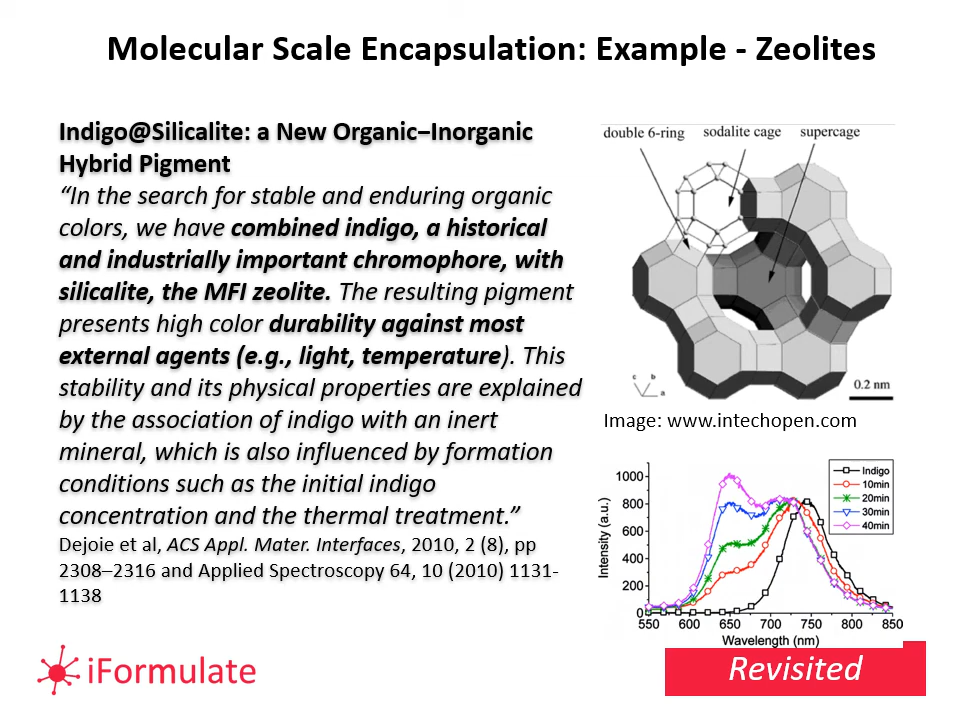 Molecular Scale Encapsulation: Example - Zeolites
Indigo@Silicalite: a New Organic–Inorganic
Hybrid Pigment
“In the search for stable and enduring organic
colors, we have combined indigo, a historical
and industrially important chromophore, with
silicalite, the MFI zeolite. The resulting pigment
presents high color durability against most
external agents (e.g., light, temperature). This
stability and its physical properties are explained
by the association of indigo with an inert
mineral, which is also influenced by formation
conditions such as the initial indigo
concentration and the thermal treatment.”
Dejoie et al, ACS Appl. Mater. Interfaces, 2010, 2 (8), pp
2308–2316 and Applied Spectroscopy 64, 10 (2010) 1131-
1138
double 6-ring sodalite cage supercage
c b a
0.2 nm
Image: www.intechopen.com
Intensity (a.u.)
1000
800
600
400
200
0
Indigo
10min
20min
30min
40min
550 600 650 700 750 800 850
Wavelength (nm)
iFormulate
Revisited